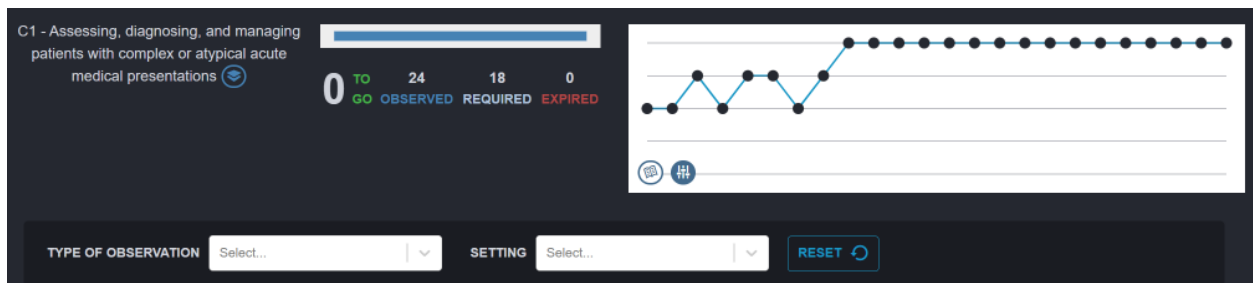 C1 - Assessing, diagnosing, and managing
patients with complex or atypical acute
medical presentations
0 TO GO
24 OBSERVED
18 REQUIRED
0 EXPIRED
TYPE OF OBSERVATION Select... SETTING Select... RESET